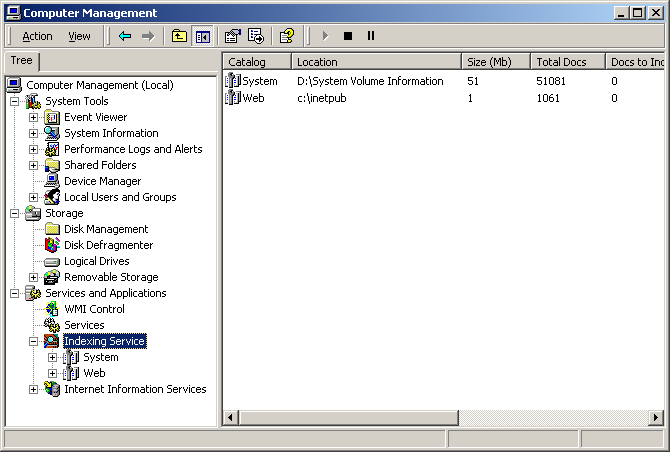 Computer Management
Action View
Tree
Catalog Location Size (Mb) Total Docs Docs to Ind
System D:\System Volume Information 51 51081 0
Web c:\inetpub 1 1061 0
Computer Management (Local)
System Tools
Event Viewer
System Information
Performance Logs and Alerts
Shared Folders
Device Manager
Local Users and Groups
Storage
Disk Management
Disk Defragmenter
Logical Drives
Removable Storage
Services and Applications
WMI Control
Services
Indexing Service
System
Web
Internet Information Services